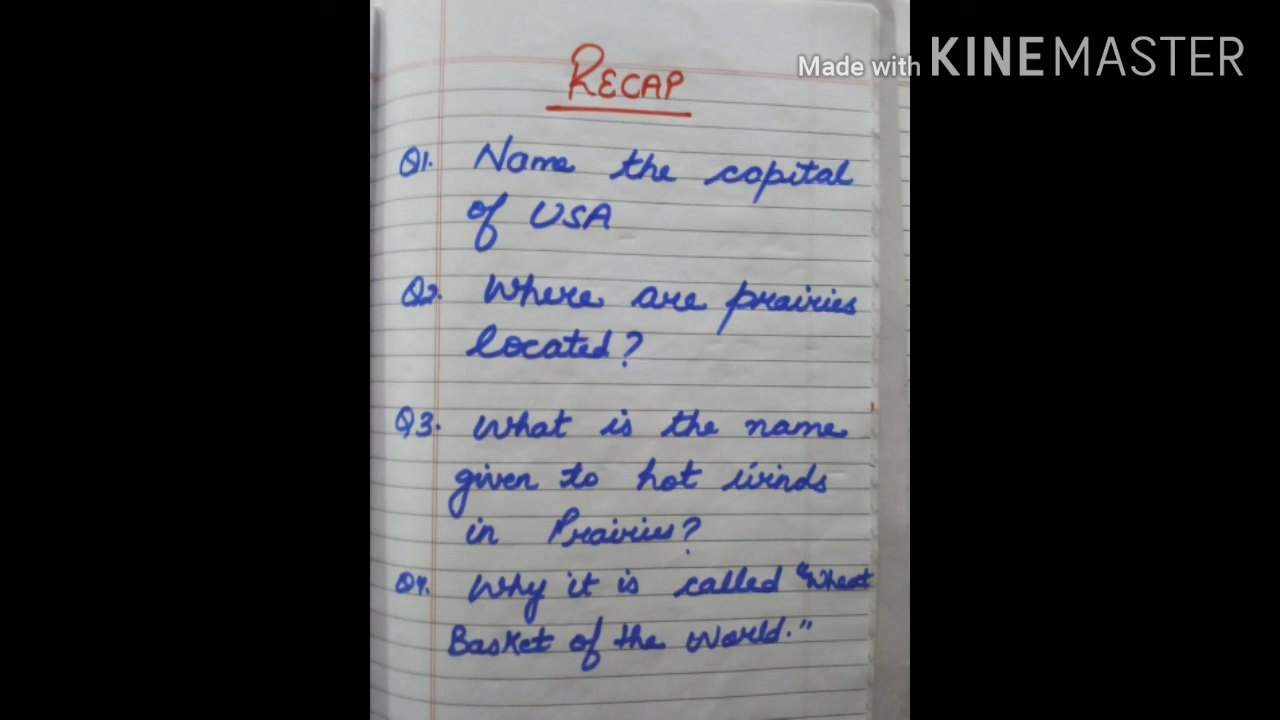 Made with KINEMASTER
RECAP
Q1. Name the capital
of USA
Q2. Where are prairies
located?
Q3. What is the name
given to hot winds
in Prairies?
Q4. Why it is called "Wheat
Basket of the World."